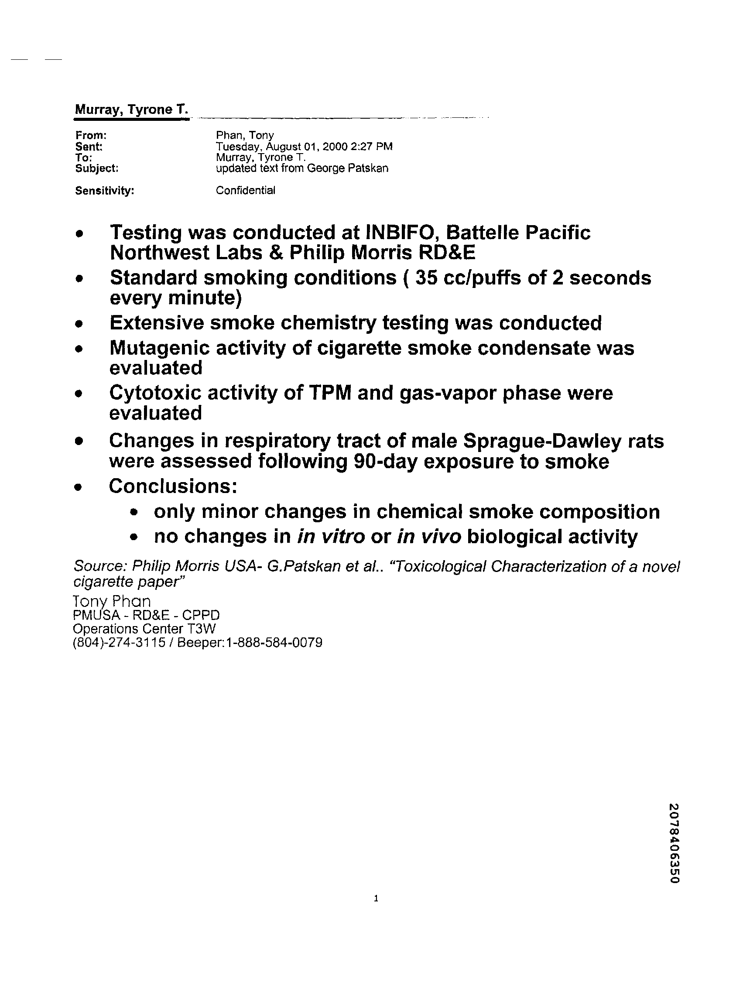 Murray, Tyrone T.
From: Phan, Tony
Sent: Tuesday, August 01, 2000 2:27 PM
To: Murray, Tyrone T.
Subject: updated text from George Patskan
Sensitivity: Confidential
• Testing was conducted at INBIFO, Battelle Pacific
Northwest Labs & Philip Morris RD&E
• Standard smoking conditions ( 35 cc/puffs of 2 seconds
every minute)
• Extensive smoke chemistry testing was conducted
• Mutagenic activity of cigarette smoke condensate was
evaluated
• Cytotoxic activity of TPM and gas-vapor phase were
evaluated
• Changes in respiratory tract of male Sprague-Dawley rats
were assessed following 90-day exposure to smoke
• Conclusions:
• only minor changes in chemical smoke composition
• no changes in in vitro or in vivo biological activity
Source: Philip Morris USA- G.Patskan et al.. "Toxicological Characterization of a novel
cigarette paper"
Tony Phan
PMUSA - RD&E - CPPD
Operations Center T3W
(804)-274-3115 / Beeper:1-888-584-0079
2078406350
1